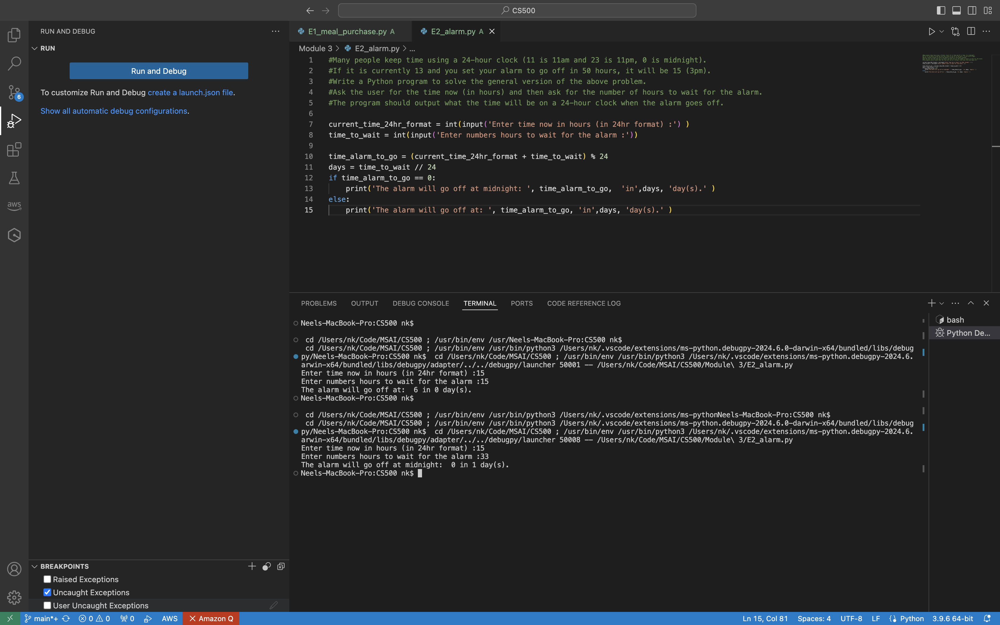 CS500
RUN AND DEBUG
RUN
Run and Debug
To customize Run and Debug create a launch.json file.
Show all automatic debug configurations.
6
aws
E1_meal_purchase.py A
E2_alarm.py A
Module 3 > E2_alarm.py > ...
1 #Many people keep time using a 24-hour clock (11 is 11am and 23 is 11pm, 0 is midnight).
2 #If it is currently 13 and you set your alarm to go off in 50 hours, it will be 15 (3pm).
3 #Write a Python program to solve the general version of the above problem.
4 #Ask the user for the time now (in hours) and then ask for the number of hours to wait for the alarm.
5 #The program should output what the time will be on a 24-hour clock when the alarm goes off.
6
7 current_time_24hr_format = int(input('Enter time now in hours (in 24hr format) :') )
8 time_to_wait = int(input('Enter numbers hours to wait for the alarm :'))
9
10 time_alarm_to_go = (current_time_24hr_format + time_to_wait) % 24
11 days = time_to_wait // 24
12 if time_alarm_to_go == 0:
13     print('The alarm will go off at midnight: ', time_alarm_to_go,  'in',days, 'day(s).' )
14 else:
15     print('The alarm will go off at: ', time_alarm_to_go, 'in',days, 'day(s).' )
PROBLEMS OUTPUT DEBUG CONSOLE TERMINAL PORTS CODE REFERENCE LOG
bash
Python De...
Neels-MacBook-Pro:CS500 nk$
cd /Users/nk/Code/MSAI/CS500 ; /usr/bin/env /usr/Neels-MacBook-Pro:CS500 nk$
cd /Users/nk/Code/MSAI/CS500 ; /usr/bin/env /usr/bin/python3 /Users/nk/.vscode/extensions/ms-python.debugpy-2024.6.0-darwin-x64/bundled/libs/debug
py/Neels-MacBook-Pro:CS500 nk$  cd /Users/nk/Code/MSAI/CS500 ; /usr/bin/env /usr/bin/python3 /Users/nk/.vscode/extensions/ms-python.debugpy-2024.6.
arwin-x64/bundled/libs/debugpy/adapter/../../debugpy/launcher 50001 -- /Users/nk/Code/MSAI/CS500/Module\ 3/E2_alarm.py
Enter time now in hours (in 24hr format) :15
Enter numbers hours to wait for the alarm :15
The alarm will go off at:  6 in 0 day(s).
Neels-MacBook-Pro:CS500 nk$
cd /Users/nk/Code/MSAI/CS500 ; /usr/bin/env /usr/bin/python3 /Users/nk/.vscode/extensions/ms-pythonNeels-MacBook-Pro:CS500 nk$
cd /Users/nk/Code/MSAI/CS500 ; /usr/bin/env /usr/bin/python3 /Users/nk/.vscode/extensions/ms-python.debugpy-2024.6.0-darwin-x64/bundled/libs/debug
py/Neels-MacBook-Pro:CS500 nk$  cd /Users/nk/Code/MSAI/CS500 ; /usr/bin/env /usr/bin/python3 /Users/nk/.vscode/extensions/ms-python.debugpy-2024.6.
arwin-x64/bundled/libs/debugpy/adapter/../../debugpy/launcher 50008 -- /Users/nk/Code/MSAI/CS500/Module\ 3/E2_alarm.py
Enter time now in hours (in 24hr format) :15
Enter numbers hours to wait for the alarm :33
The alarm will go off at midnight:  0 in 1 day(s).
Neels-MacBook-Pro:CS500 nk$
BREAKPOINTS
Raised Exceptions
Uncaught Exceptions
User Uncaught Exceptions
main*+ 0 0 0 AWS Amazon Q Ln 15, Col 81 Spaces: 4 UTF-8 LF Python 3.9.6 64-bit